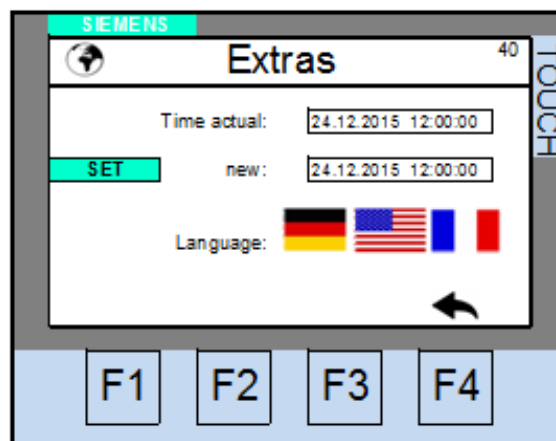 SIEMENS
Extras
40
TOUCH
Time actual: 24.12.2015 12:00:00
SET new: 24.12.2015 12:00:00
Language:
F1 F2 F3 F4